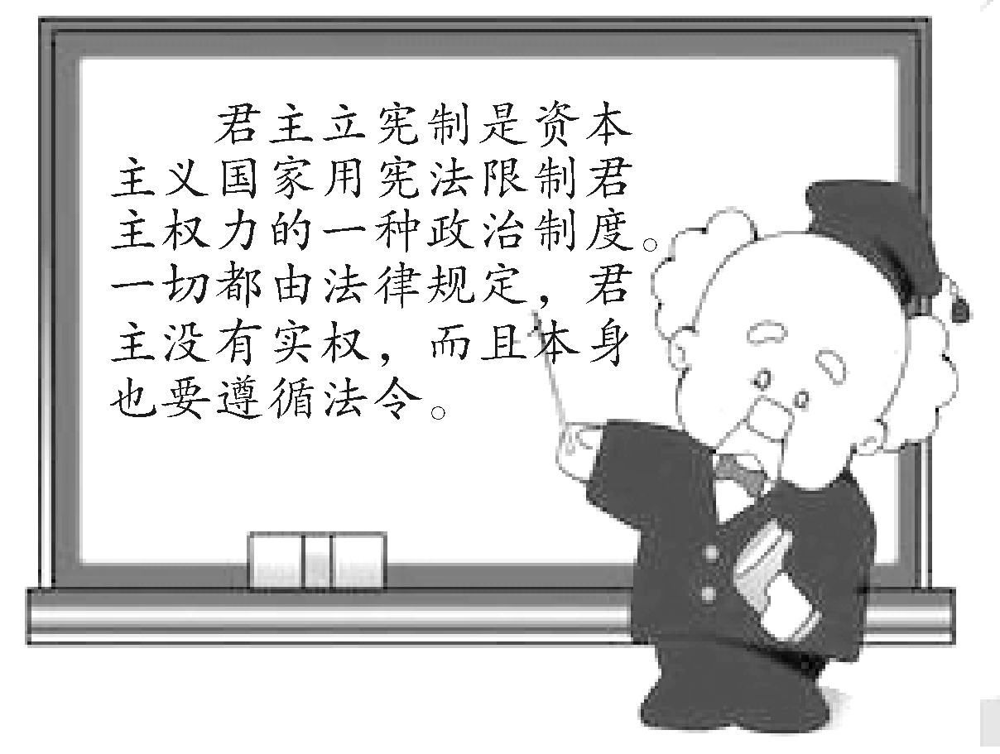 君主立宪制是资本
主义国家用宪法限制君
主权力的一种政治制度。
一切都由法律规定，君
主没有实权，而且本身
也要遵循法令。